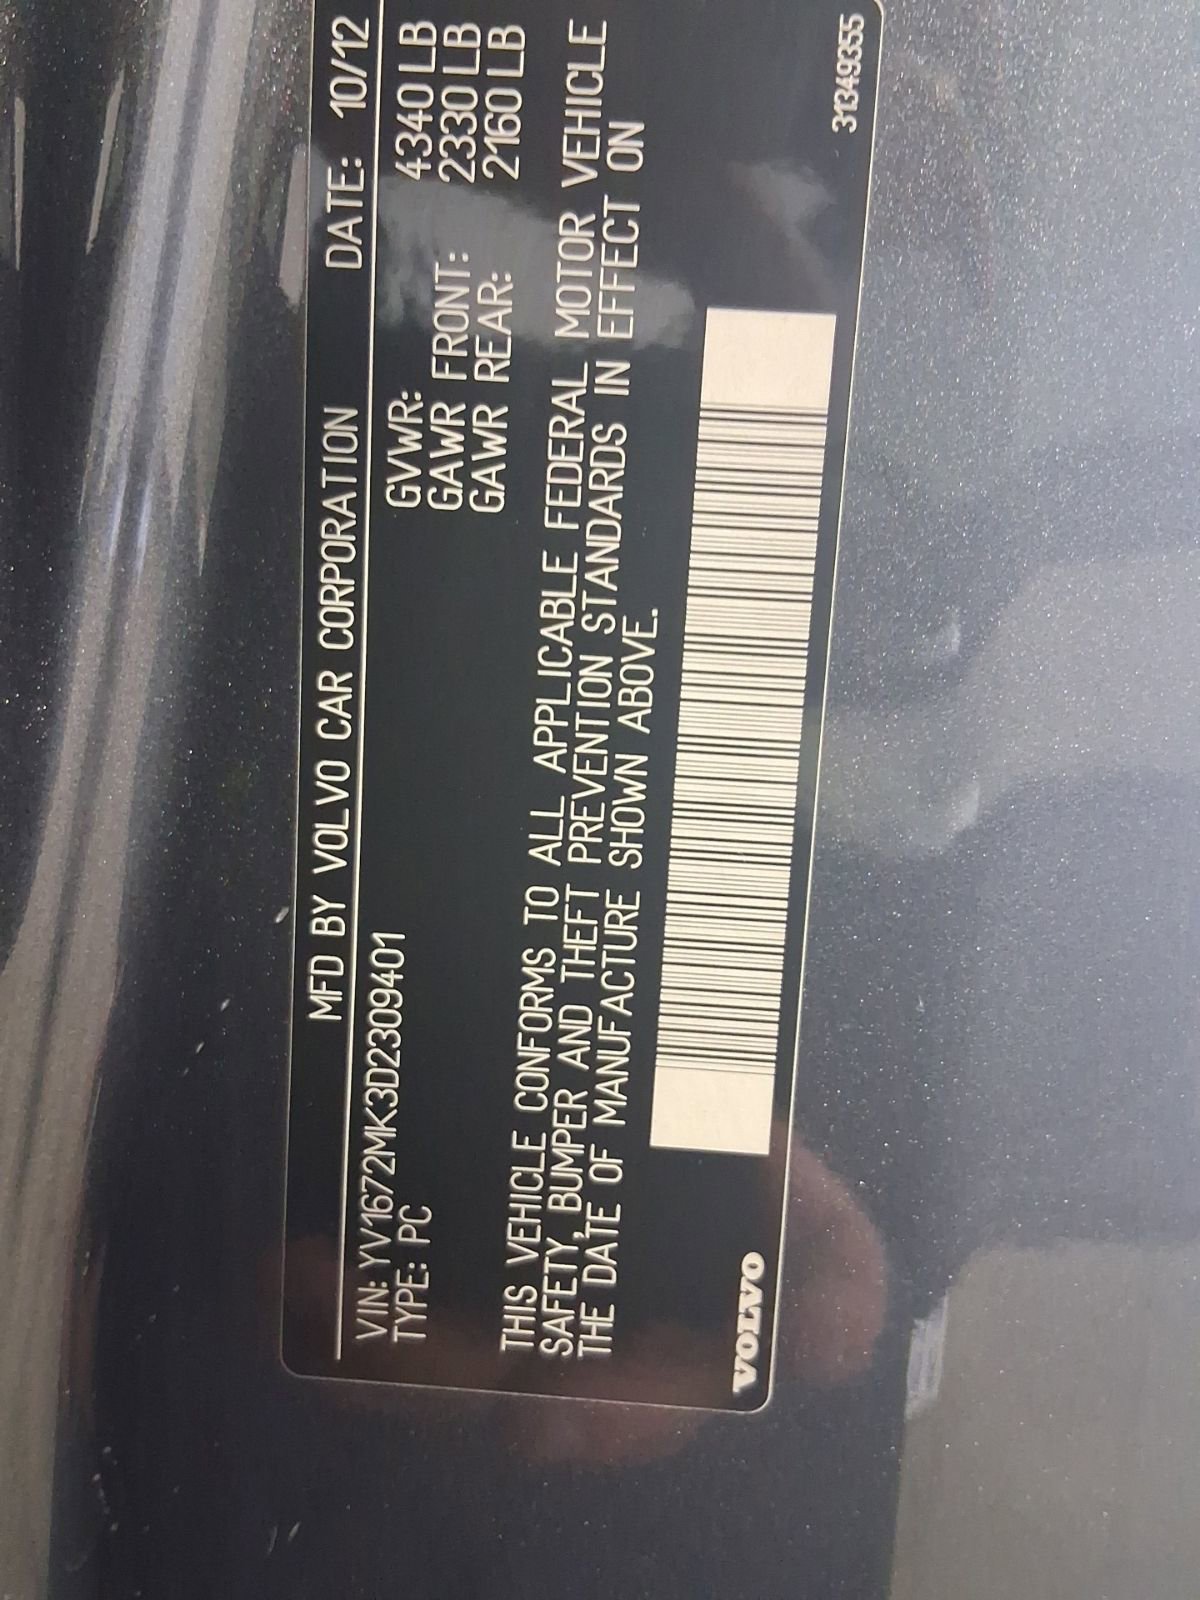 MFD BY VOLVO CAR CORPORATION DATE: 10/12
VIN: YV1672MK3D2309401 GVWR: 4340 LB
TYPE: PC GAWR FRONT: 2330 LB
GAWR REAR: 2160 LB
THIS VEHICLE CONFORMS TO ALL APPLICABLE FEDERAL MOTOR VEHICLE
SAFETY, BUMPER AND THEFT PREVENTION STANDARDS IN EFFECT ON
THE DATE OF MANUFACTURE SHOWN ABOVE.
VOLVO
31349355